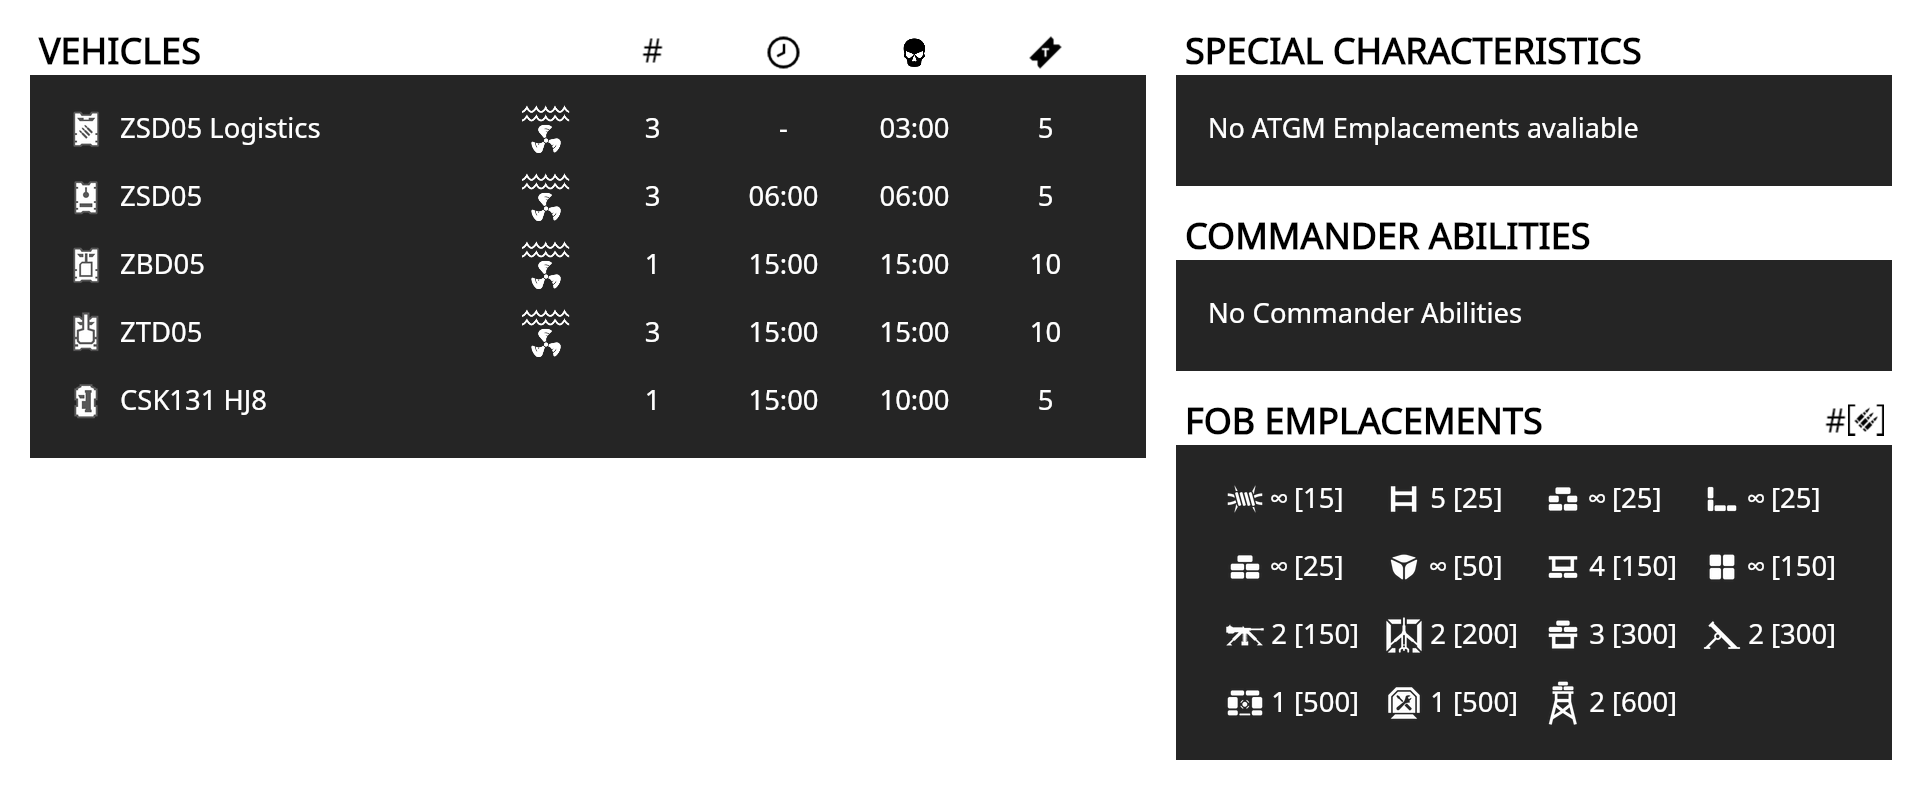 VEHICLES #
ZSD05 Logistics 3 - 03:00 5
ZSD05 3 06:00 06:00 5
ZBD05 1 15:00 15:00 10
ZTD05 3 15:00 15:00 10
CSK131 HJ8 1 15:00 10:00 5
SPECIAL CHARACTERISTICS
No ATGM Emplacements avaliable
COMMANDER ABILITIES
No Commander Abilities
FOB EMPLACEMENTS #[]
∞ [15] 5 [25] ∞ [25] ∞ [25]
∞ [25] ∞ [50] 4 [150] ∞ [150]
2 [150] 2 [200] 3 [300] 2 [300]
1 [500] 1 [500] 2 [600]